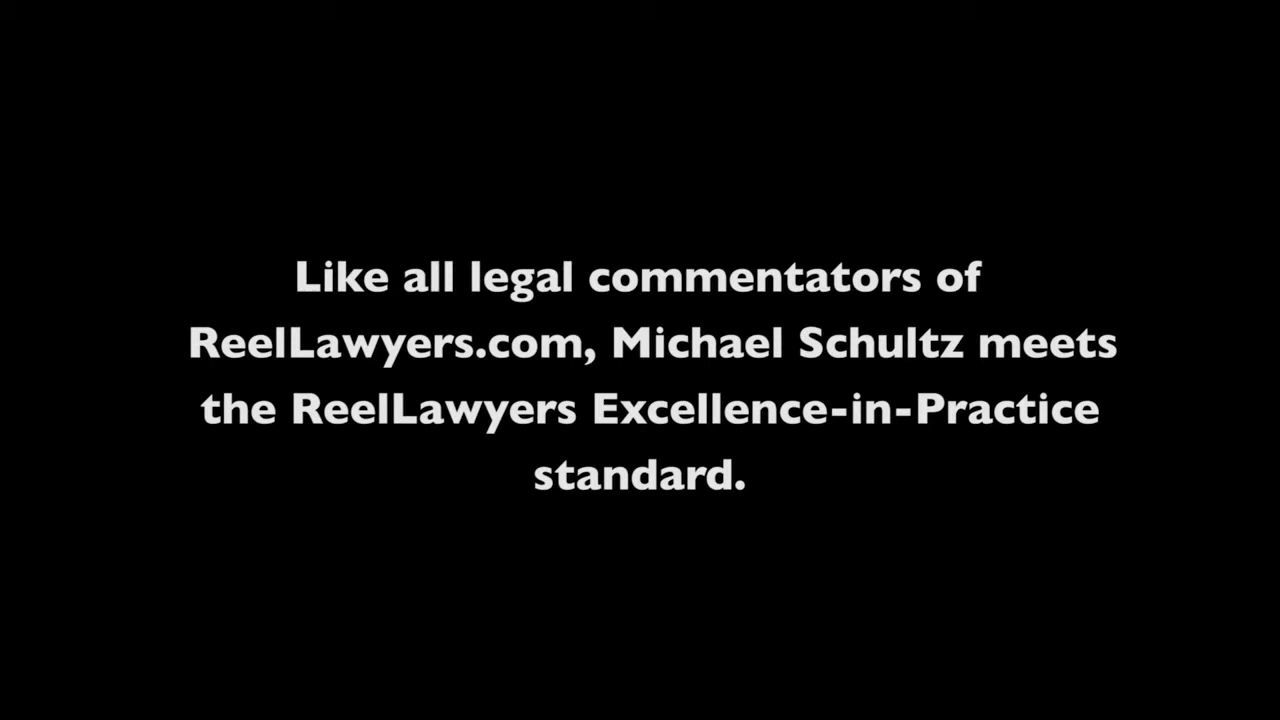 Like all legal commentators of
ReelLawyers.com, Michael Schultz meets
the ReelLawyers Excellence-in-Practice
standard.